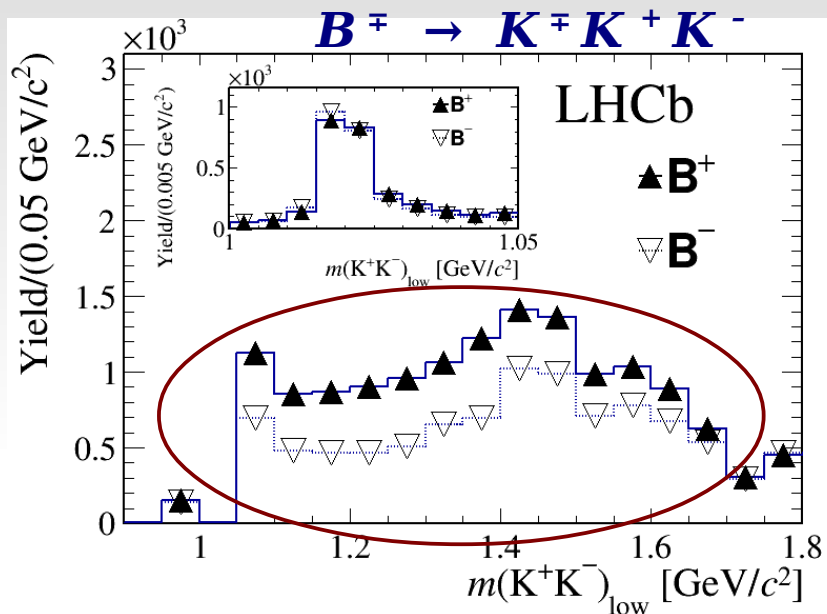 B ∓ → K ∓ K + K -
×10³
LHCb
B⁺
B⁻
Yield/(0.05 GeV/c²)
3
2.5
2
1.5
1
0.5
0
1
1.2
1.4
1.6
1.8
m(K⁺K⁻)low [GeV/c²]
×10³
B⁺
B⁻
Yield/(0.005 GeV/c²)
1
0.5
0
1
1.05
m(K⁺K⁻)low [GeV/c²]